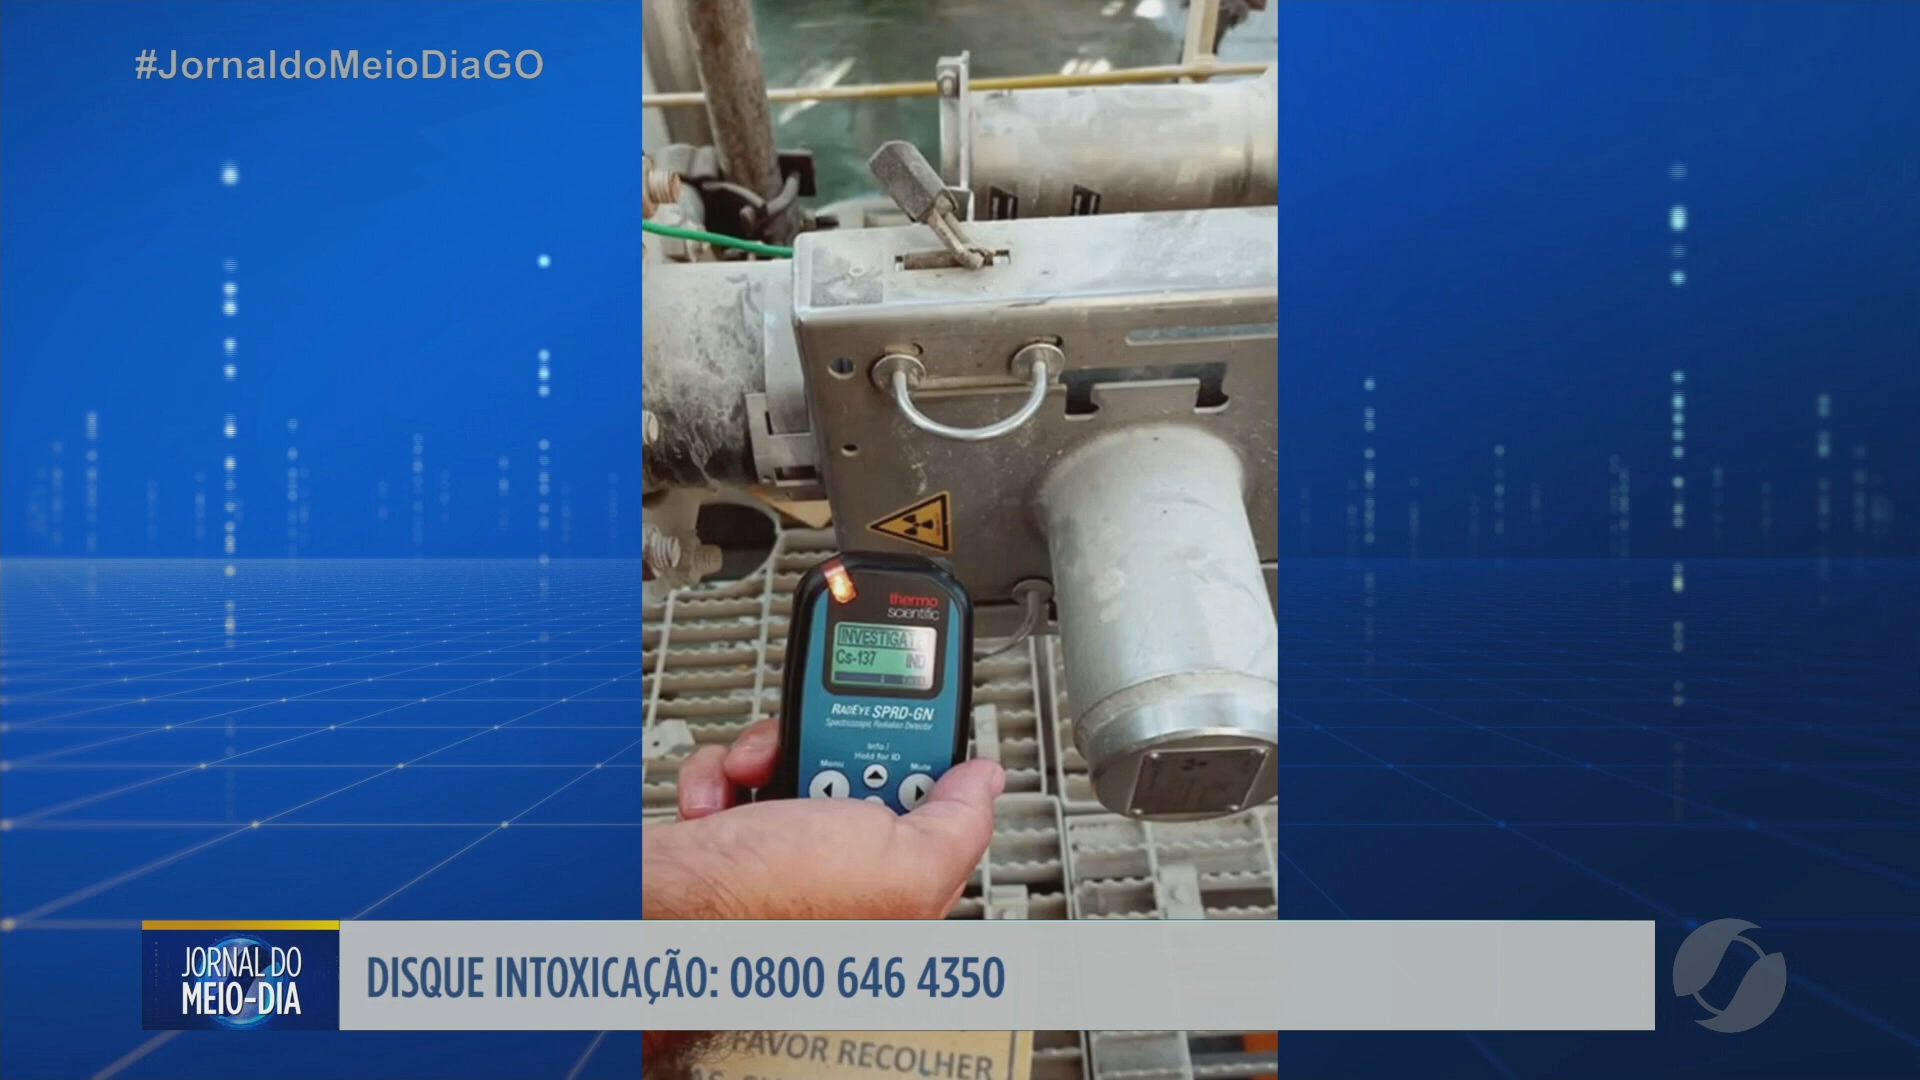 #JornaldoMeioDiaGO
thermo
scientific
INVESTIGATE
Cs-137 IND
RADEYE SPRD-GN
Spectroscopic Radiation Detector
Info /
Hold for ID
Menu
Mute
JORNAL DO
MEIO-DIA
DISQUE INTOXICAÇÃO: 0800 646 4350
FAVOR RECOLHER